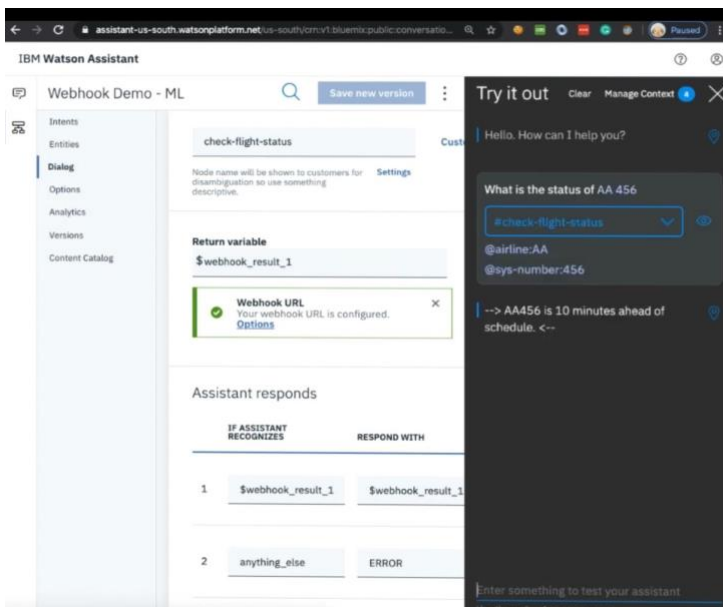 assistant-us-south.watsonplatform.net/us-south/crn:v1:bluemix:public:conversatio...
Paused
IBM Watson Assistant
Webhook Demo - ML
Save new version
Intents
Entities
Dialog
Options
Analytics
Versions
Content Catalog
check-flight-status
Cust
Node name will be shown to customers for
disambiguation so use something
descriptive.
Settings
Return variable
$webhook_result_1
Webhook URL
Your webhook URL is configured.
Options
Assistant responds
IF ASSISTANT
RECOGNIZES
RESPOND WITH
1 $webhook_result_1 $webhook_result_1
2 anything_else ERROR
Try it out Clear Manage Context 4
Hello. How can I help you?
What is the status of AA 456
#check-flight-status
@airline:AA
@sys-number:456
--> AA456 is 10 minutes ahead of
schedule. <--
Enter something to test your assistant